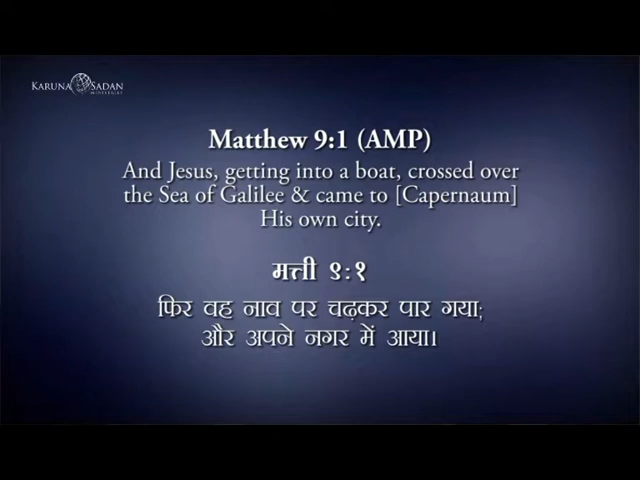 KARUNA SADAN
MINISTRIES
Matthew 9:1 (AMP)
And Jesus, getting into a boat, crossed over
the Sea of Galilee & came to [Capernaum]
His own city.
मत्ती ९:१
फिर वह नाव पर चढ़कर पार गया;
और अपने नगर में आया।